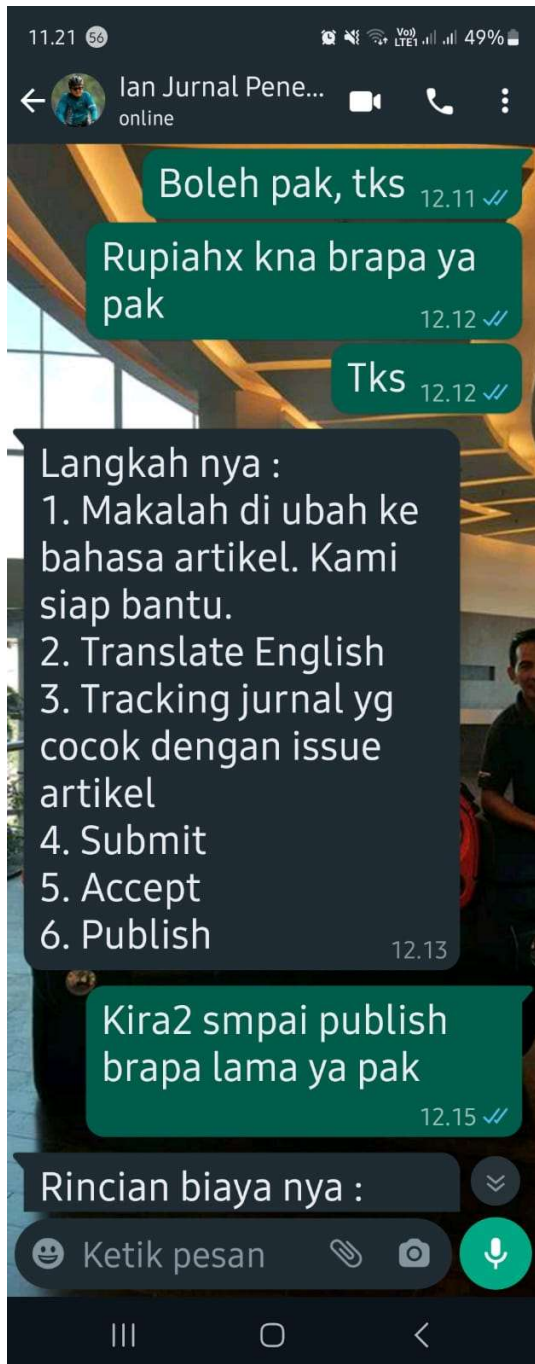 11.21 56 Vo)) LTE1 49%
Ian Jurnal Pene...
online
Boleh pak, tks 12.11
Rupiahx kna brapa ya
pak 12.12
Tks 12.12
Langkah nya :
1. Makalah di ubah ke
bahasa artikel. Kami
siap bantu.
2. Translate English
3. Tracking jurnal yg
cocok dengan issue
artikel
4. Submit
5. Accept
6. Publish 12.13
Kira2 smpai publish
brapa lama ya pak
12.15
Rincian biaya nya :
Ketik pesan